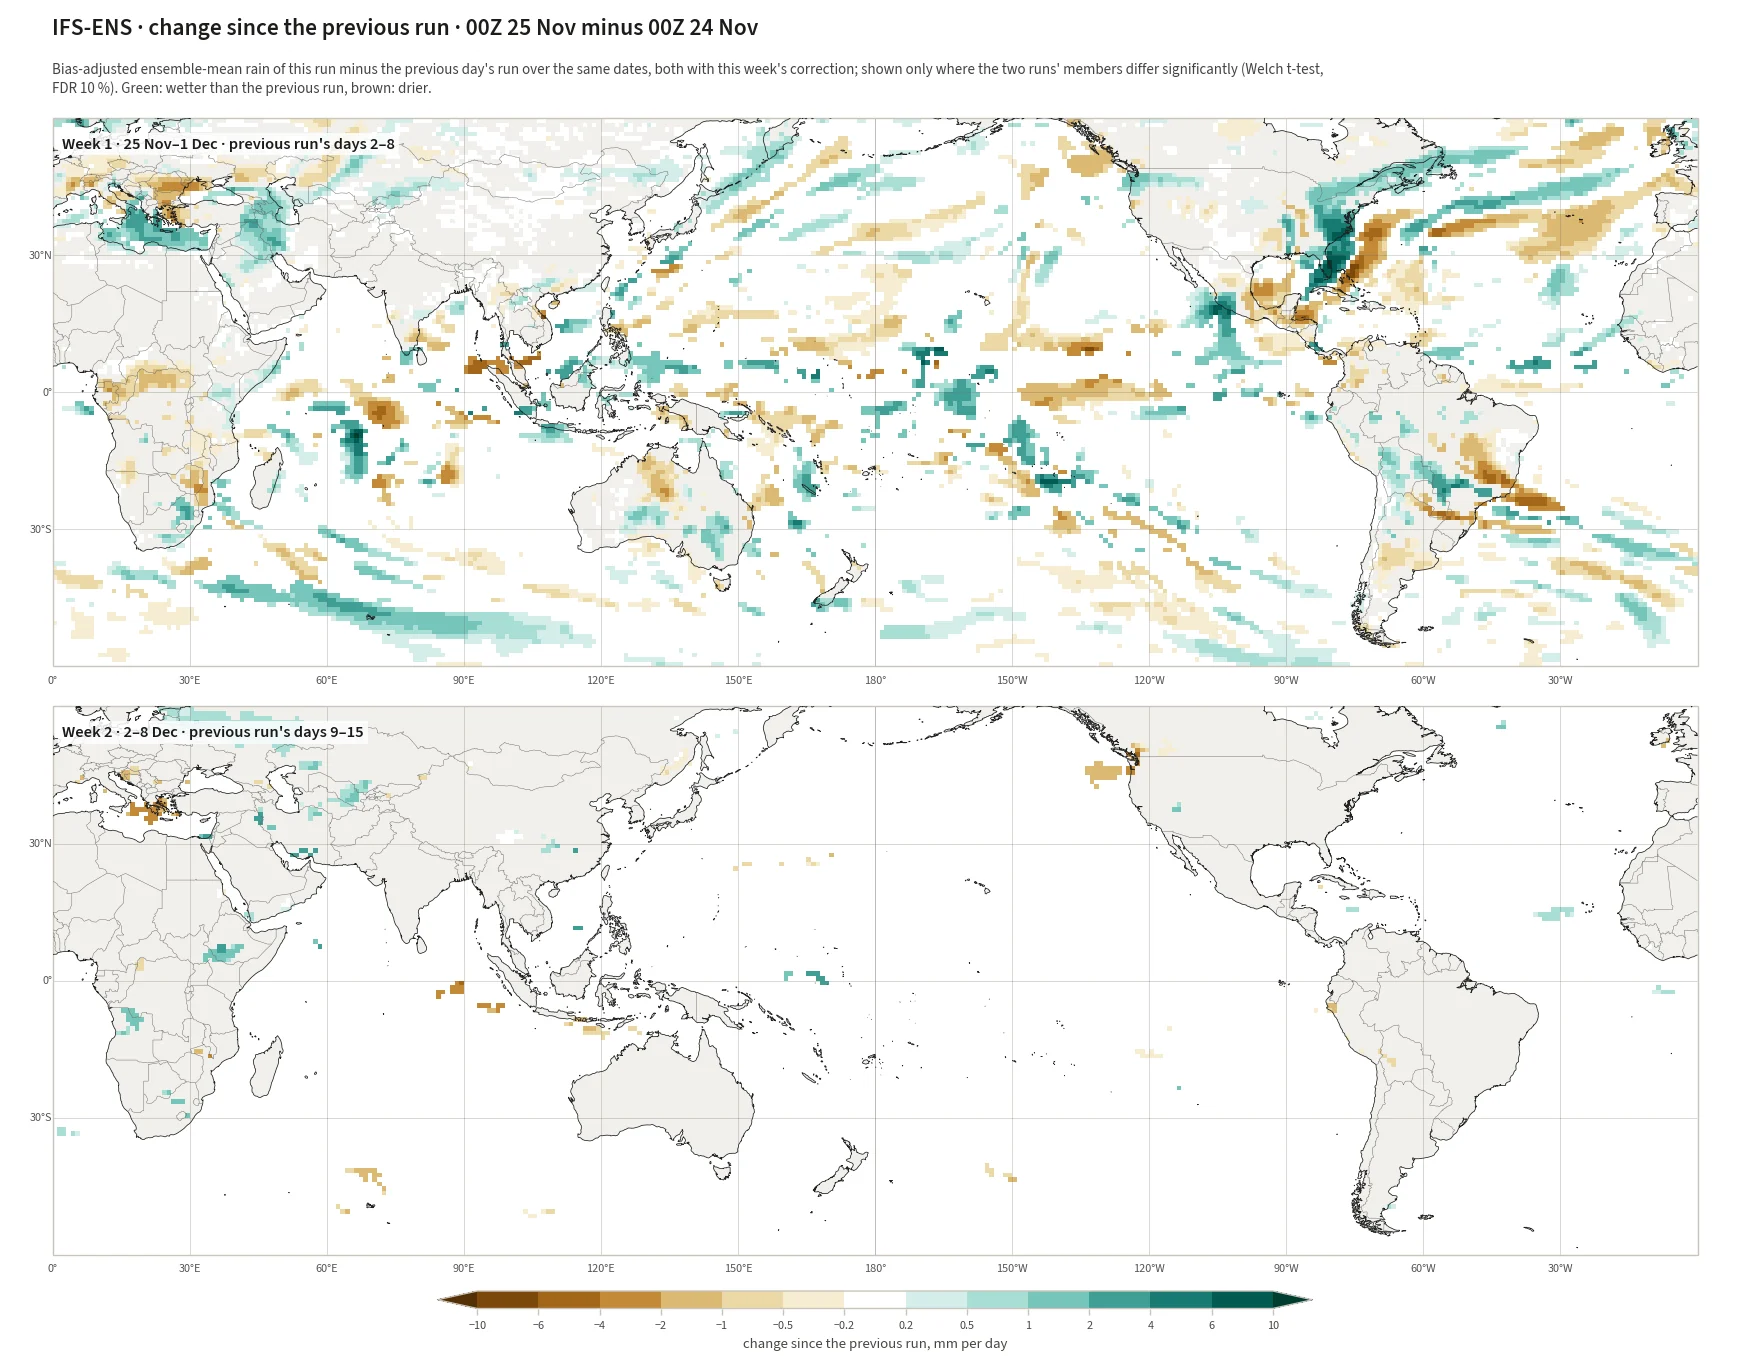 IFS-ENS · change since the previous run · 00Z 25 Nov minus 00Z 24 Nov
Bias-adjusted ensemble-mean rain of this run minus the previous day's run over the same dates, both with this week's correction; shown only where the two runs' members differ significantly (Welch t-test,
FDR 10 %). Green: wetter than the previous run, brown: drier.
Week 1 · 25 Nov–1 Dec · previous run's days 2–8
30°N
0°
30°S
0° 30°E 60°E 90°E 120°E 150°E 180° 150°W 120°W 90°W 60°W 30°W
Week 2 · 2–8 Dec · previous run's days 9–15
30°N
0°
30°S
0° 30°E 60°E 90°E 120°E 150°E 180° 150°W 120°W 90°W 60°W 30°W
−10 −6 −4 −2 −1 −0.5 −0.2 0.2 0.5 1 2 4 6 10
change since the previous run, mm per day